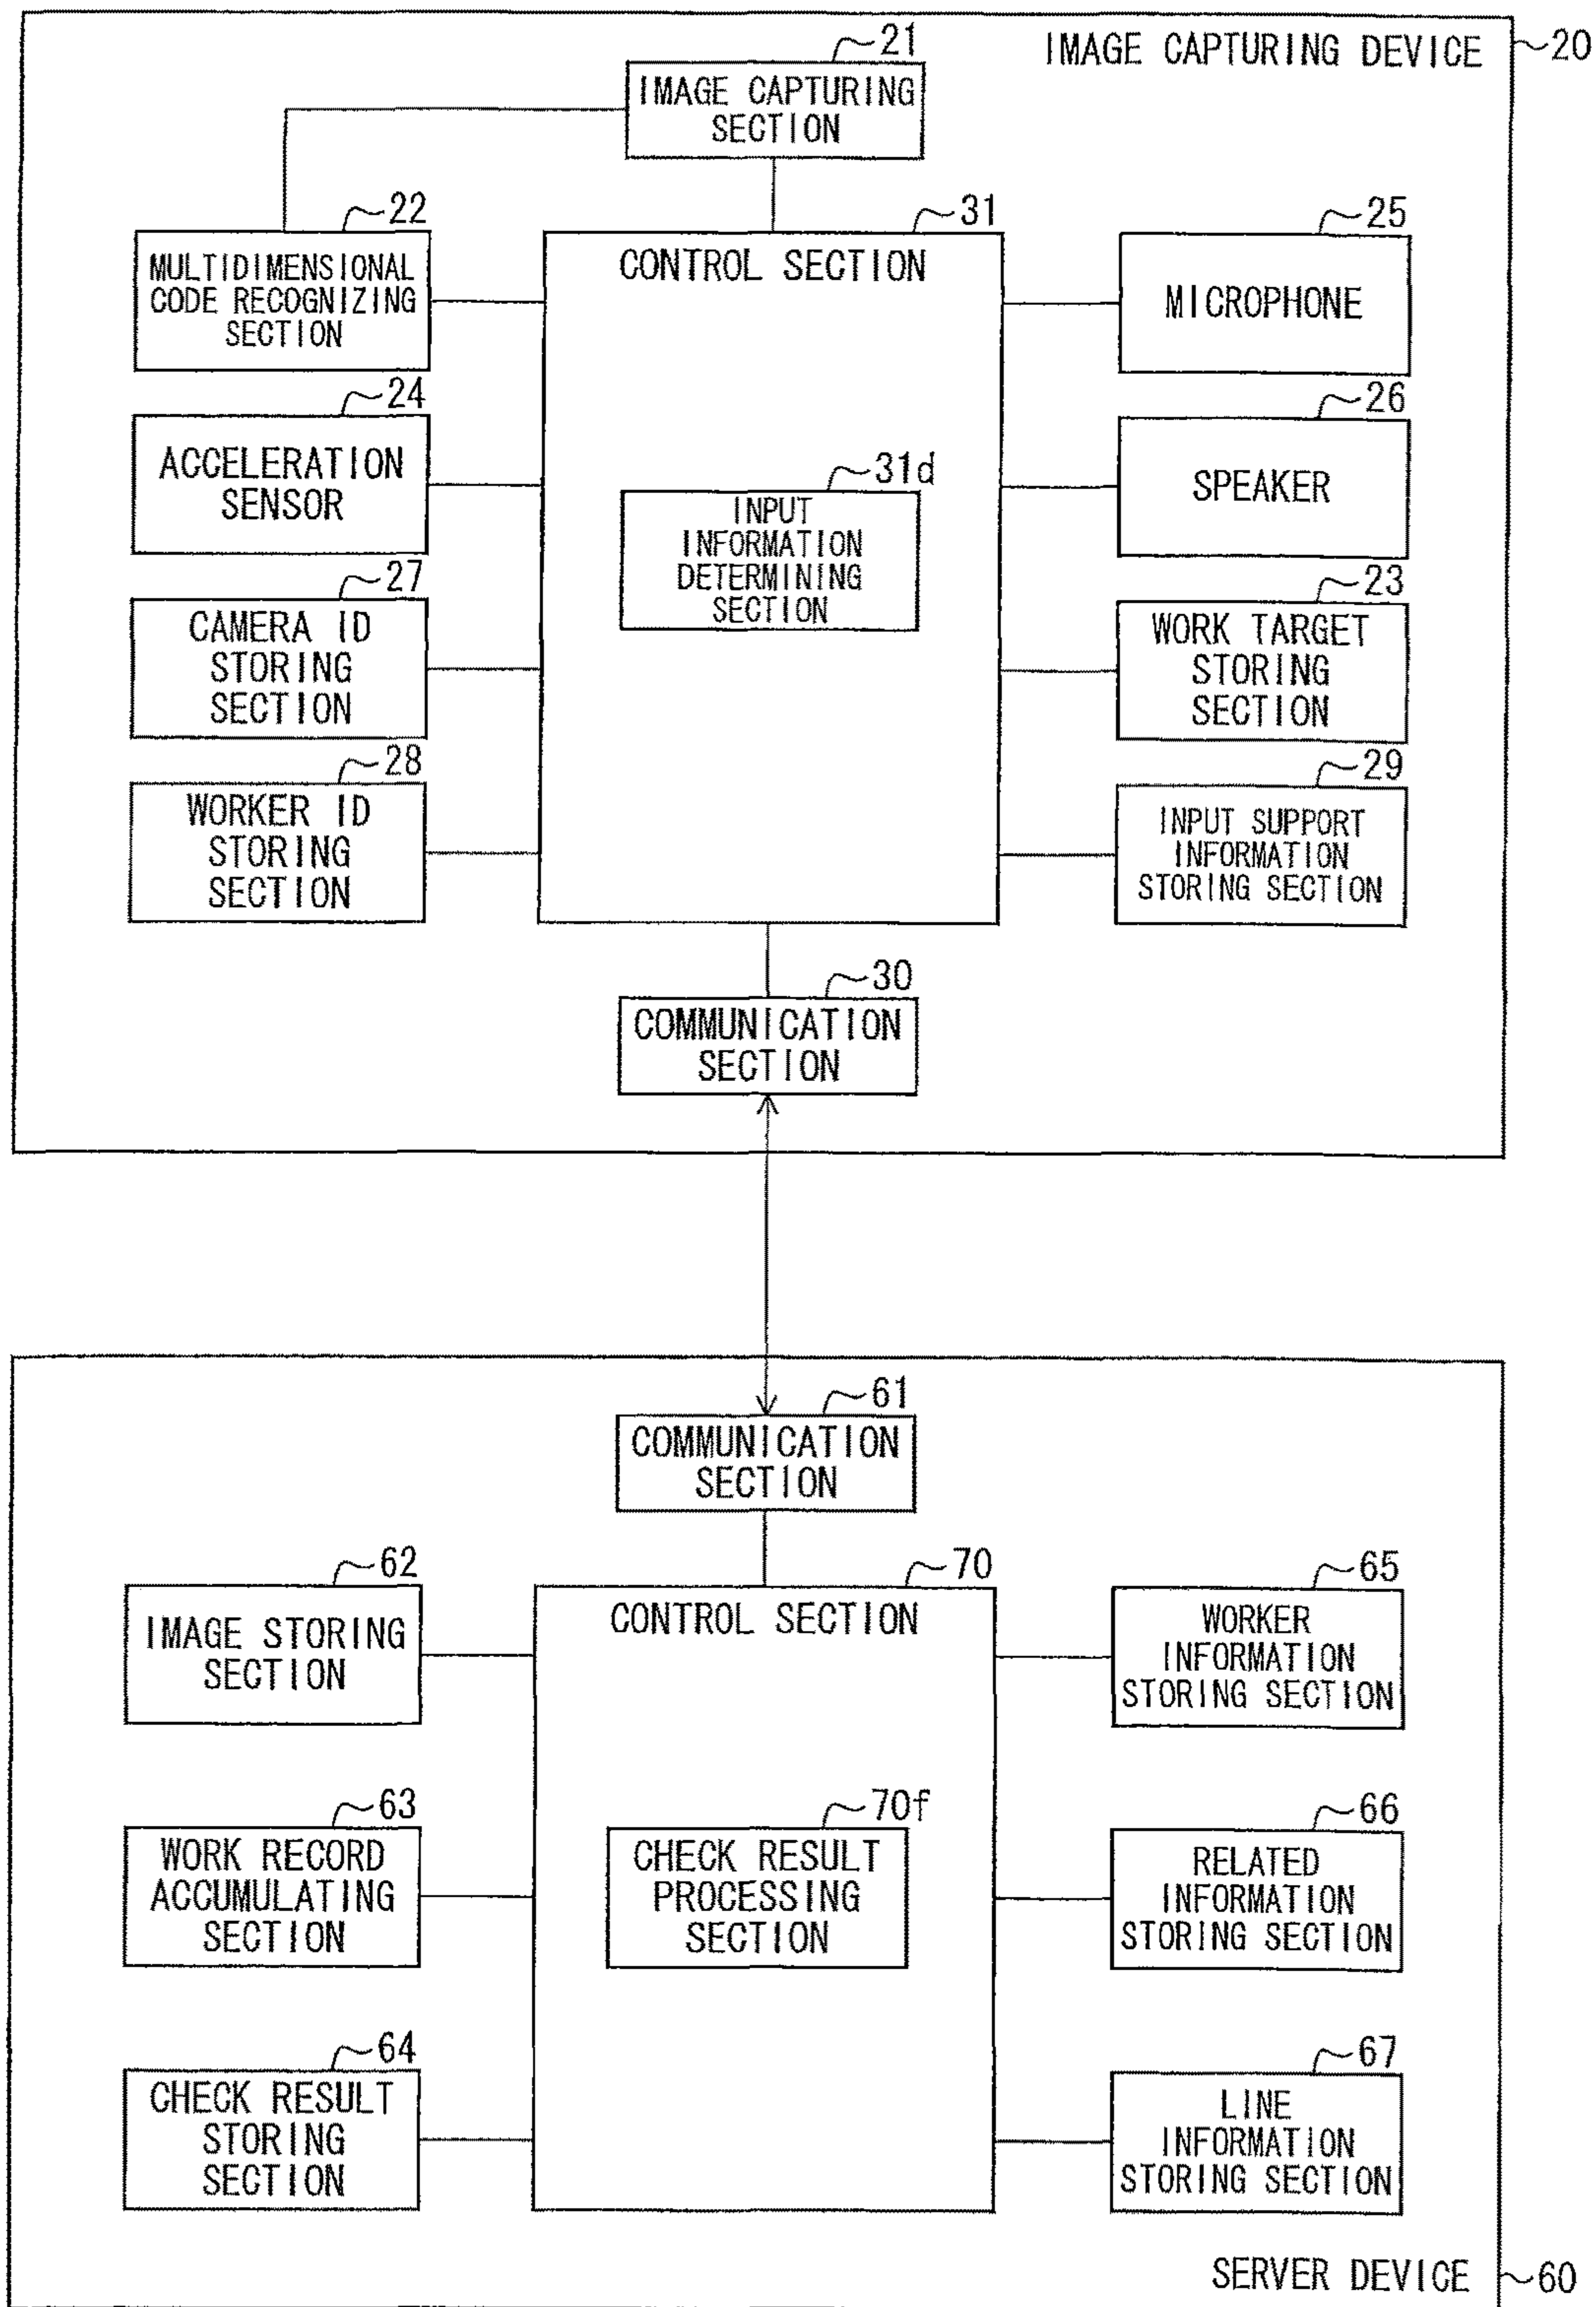 IMAGE CAPTURING DEVICE
20
21
IMAGE CAPTURING
SECTION
22
MULTIDIMENSIONAL
CODE RECOGNIZING
SECTION
31
CONTROL SECTION
25
MICROPHONE
24
ACCELERATION
SENSOR
26
SPEAKER
31d
INPUT
INFORMATION
DETERMINING
SECTION
27
CAMERA ID
STORING
SECTION
23
WORK TARGET
STORING
SECTION
28
WORKER ID
STORING
SECTION
29
INPUT SUPPORT
INFORMATION
STORING SECTION
30
COMMUNICATION
SECTION
61
COMMUNICATION
SECTION
62
IMAGE STORING
SECTION
70
CONTROL SECTION
65
WORKER
INFORMATION
STORING SECTION
63
WORK RECORD
ACCUMULATING
SECTION
70f
CHECK RESULT
PROCESSING
SECTION
66
RELATED
INFORMATION
STORING SECTION
64
CHECK RESULT
STORING
SECTION
67
LINE
INFORMATION
STORING SECTION
SERVER DEVICE
60